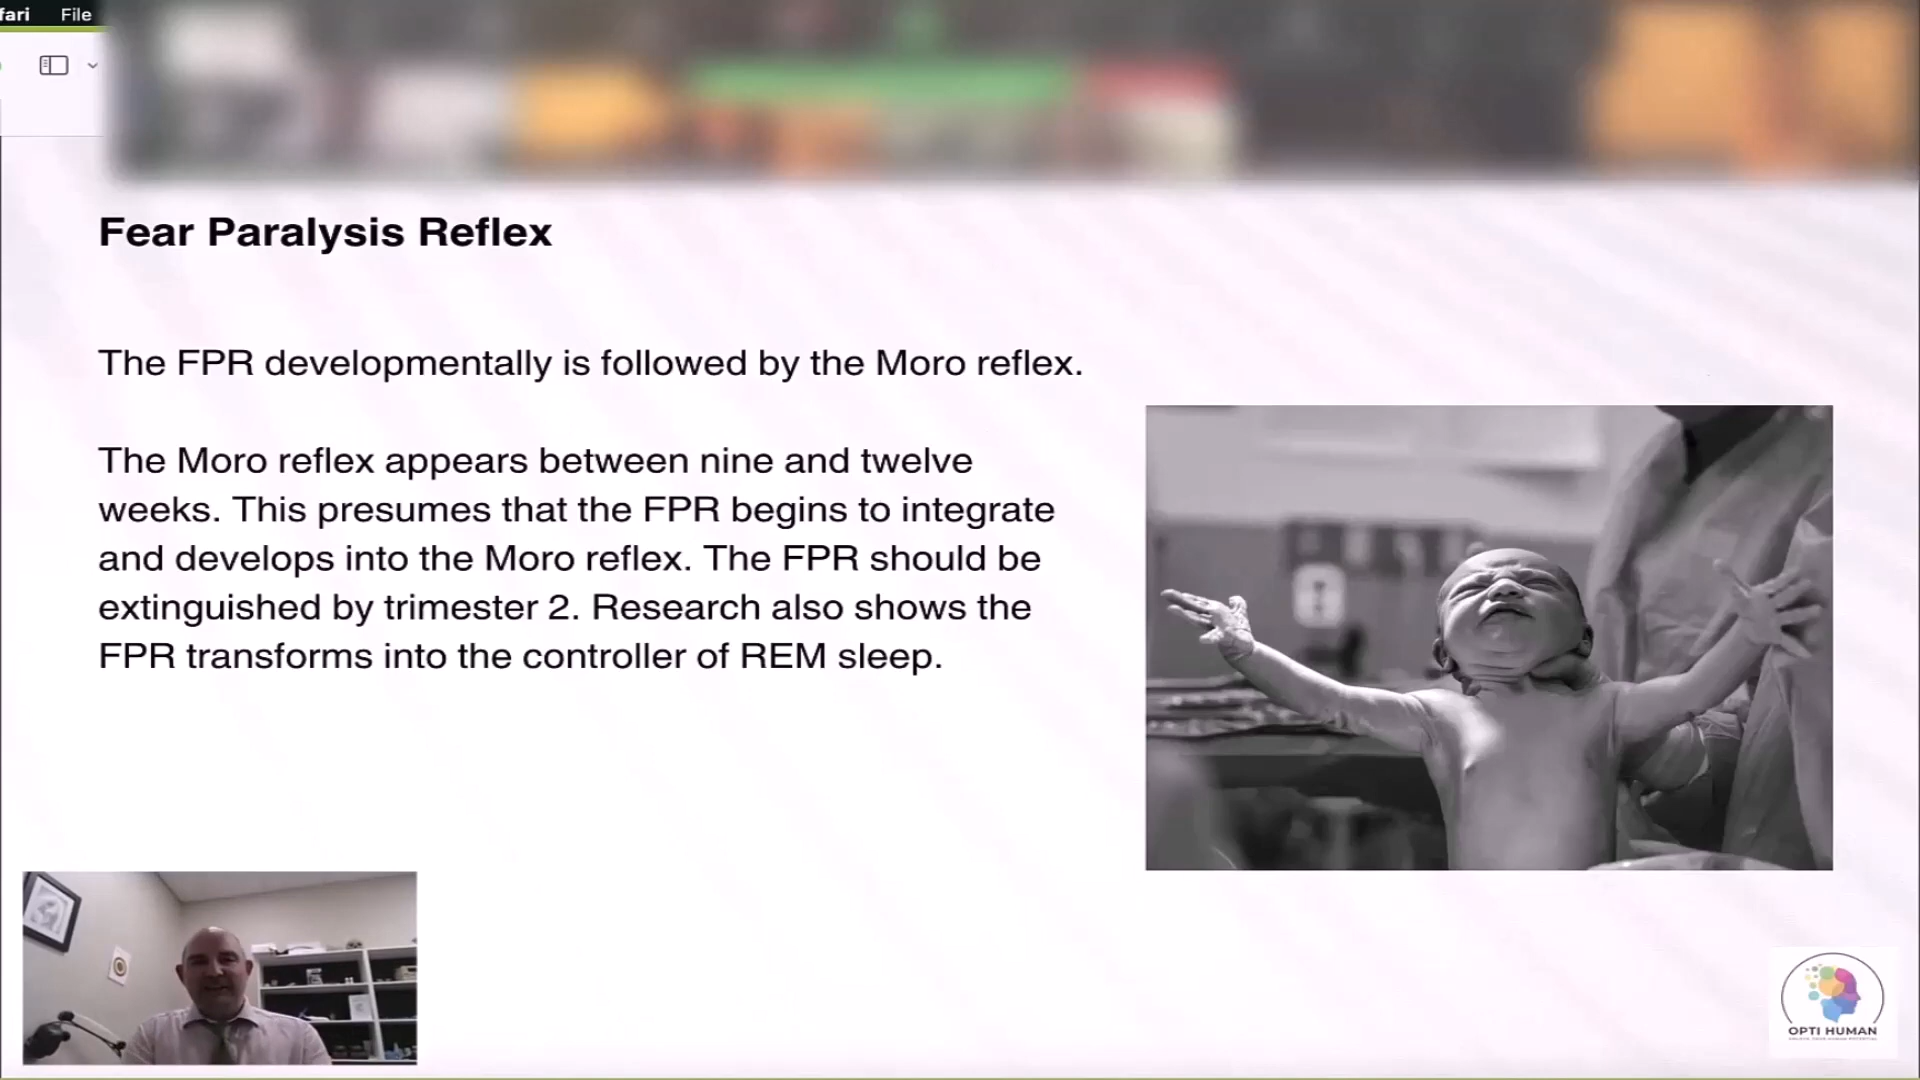 fari File
Fear Paralysis Reflex
The FPR developmentally is followed by the Moro reflex.
The Moro reflex appears between nine and twelve
weeks. This presumes that the FPR begins to integrate
and develops into the Moro reflex. The FPR should be
extinguished by trimester 2. Research also shows the
FPR transforms into the controller of REM sleep.
OPTI HUMAN